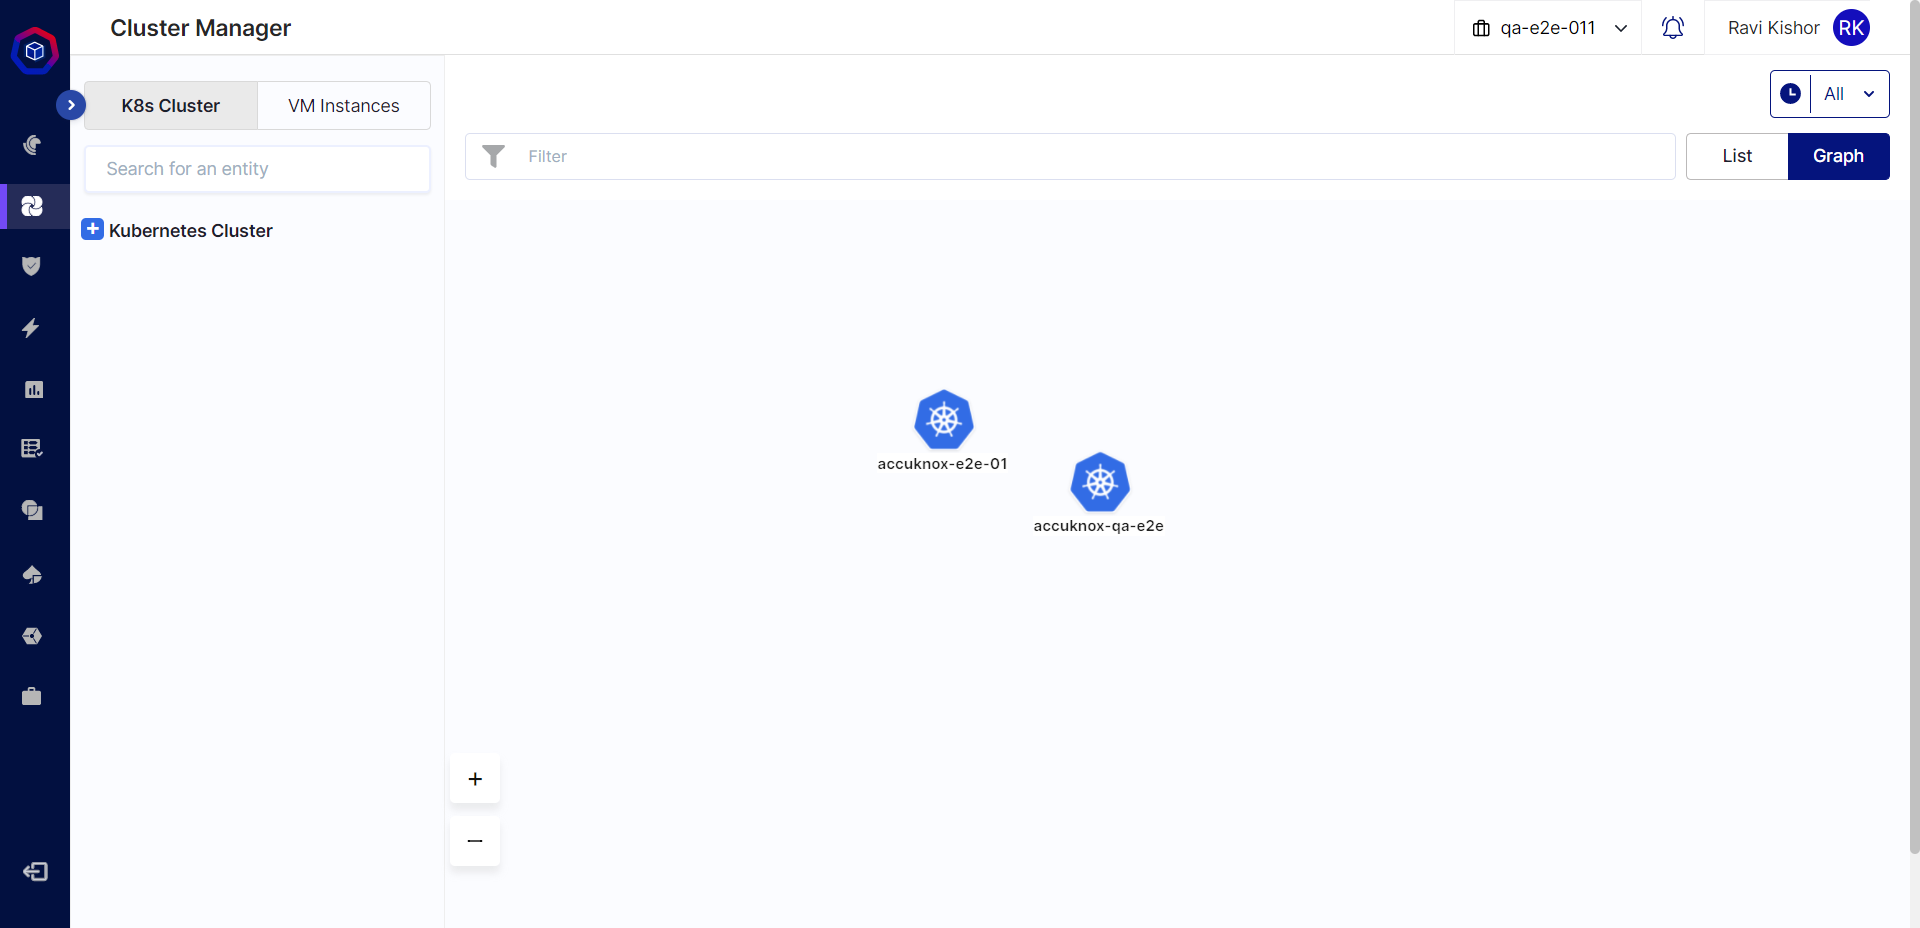 Cluster Manager
qa-e2e-011
Ravi Kishor
RK
K8s Cluster
VM Instances
All
Search for an entity
Filter
List
Graph
Kubernetes Cluster
accuknox-e2e-01
accuknox-qa-e2e